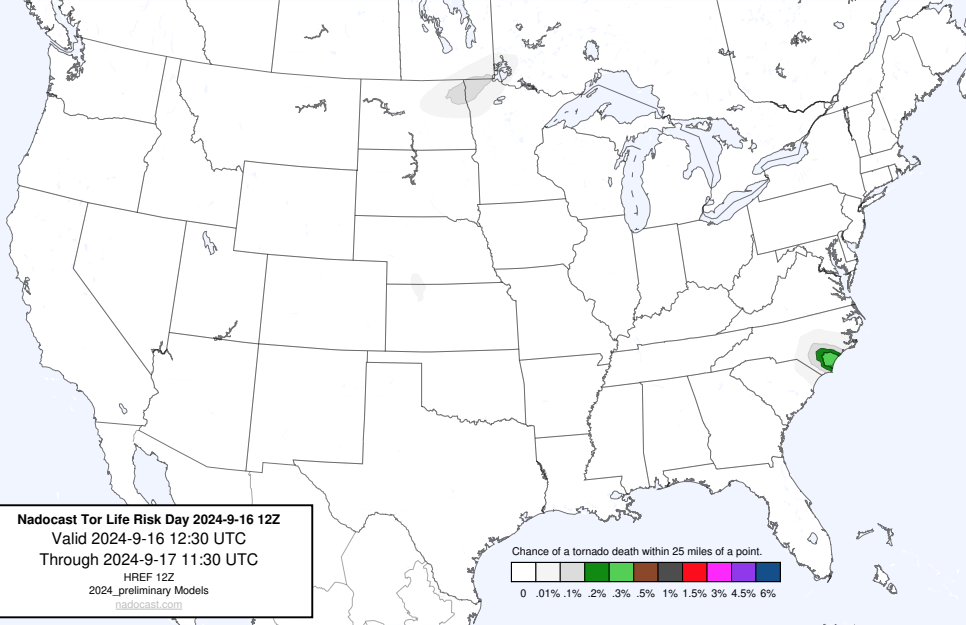 Nadocast Tor Life Risk Day 2024-9-16 12Z
Valid 2024-9-16 12:30 UTC
Through 2024-9-17 11:30 UTC
HREF 12Z
2024_preliminary Models
nadocast.com
Chance of a tornado death within 25 miles of a point.
0 .01% .1% .2% .3% .5% 1% 1.5% 3% 4.5% 6%